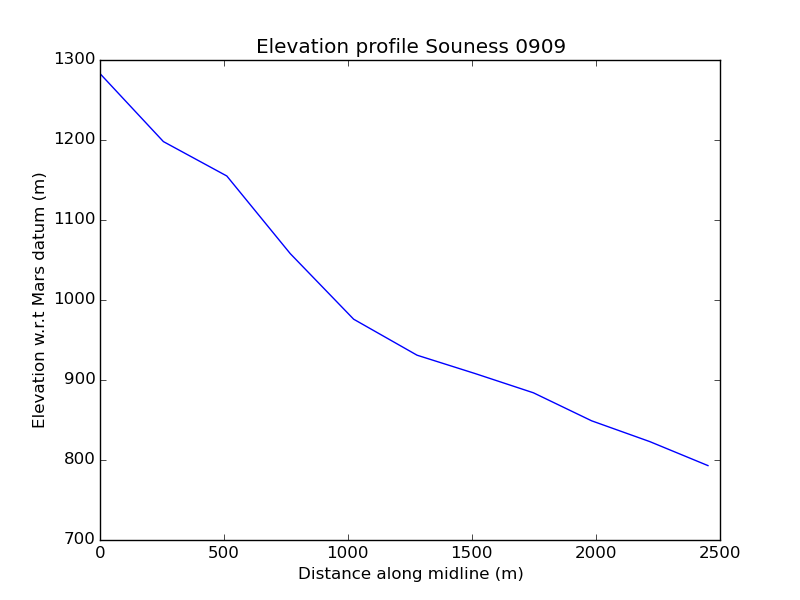 Elevation profile Souness 0909
1300
1200
1100
1000
900
800
700
Elevation w.r.t Mars datum (m)
0 500 1000 1500 2000 2500
Distance along midline (m)